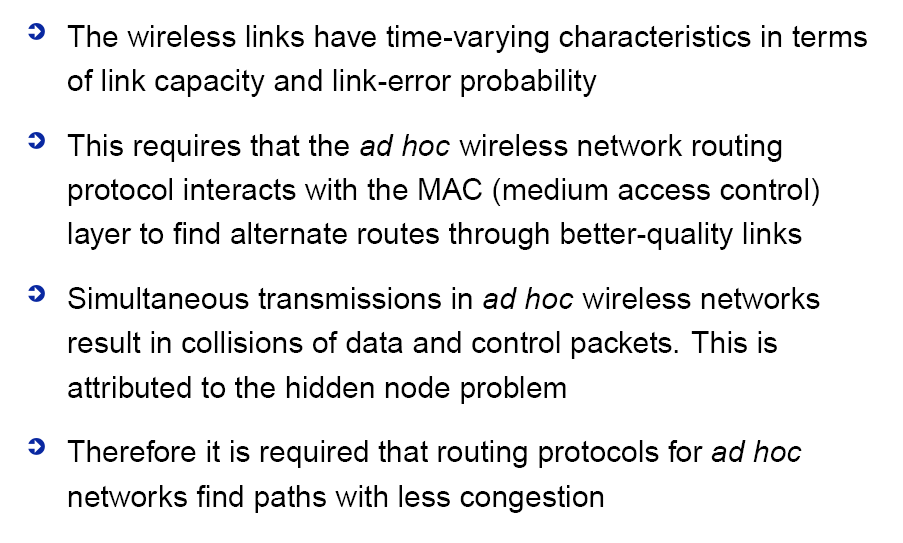 The wireless links have time-varying characteristics in terms
of link capacity and link-error probability
This requires that the ad hoc wireless network routing
protocol interacts with the MAC (medium access control)
layer to find alternate routes through better-quality links
Simultaneous transmissions in ad hoc wireless networks
result in collisions of data and control packets. This is
attributed to the hidden node problem
Therefore it is required that routing protocols for ad hoc
networks find paths with less congestion